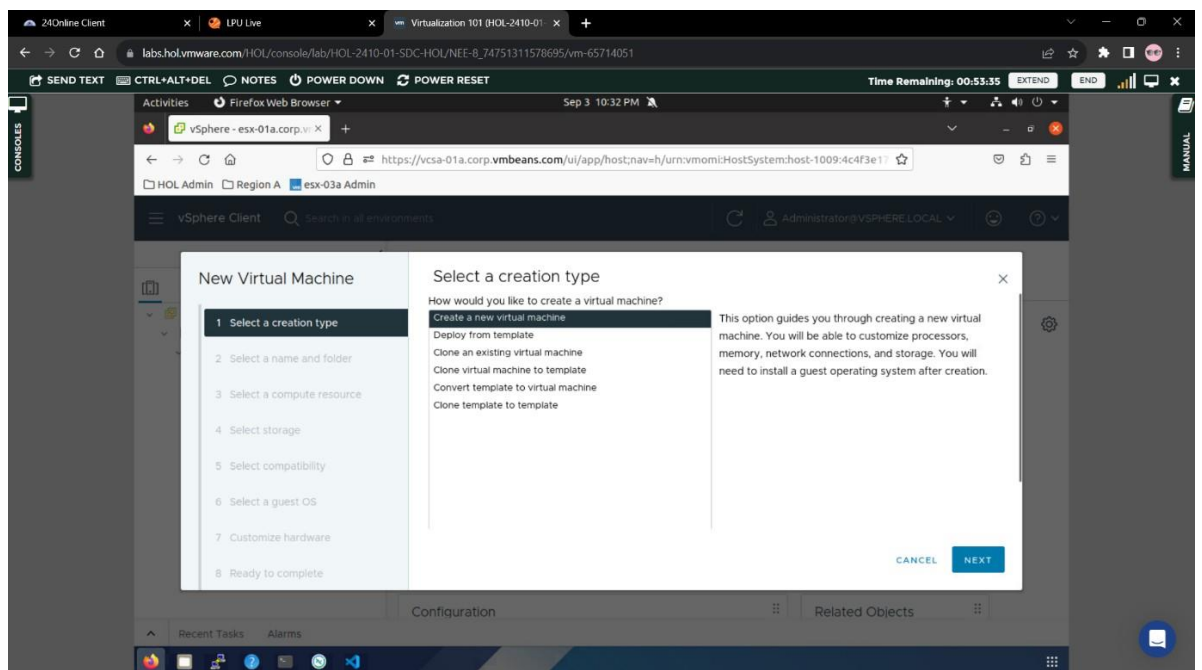 24Online Client
LPU Live
vm Virtualization 101 (HOL-2410-01-
labs.hol.vmware.com/HOL/console/lab/HOL-2410-01-SDC-HOL/NEE-8_74751311578695/vm-65714051
SEND TEXT CTRL+ALT+DEL NOTES POWER DOWN POWER RESET Time Remaining: 00:53:35 EXTEND END
CONSOLES
MANUAL
Activities Firefox Web Browser Sep 3 10:32 PM
vSphere - esx-01a.corp.v
https://vcsa-01a.corp.vmbeans.com/ui/app/host;nav=h/urn:vmomi:HostSystem:host-1009:4c4f3e17
HOL Admin Region A esx-03a Admin
vSphere Client Search in all environments Administrator@VSPHERE.LOCAL
New Virtual Machine
1 Select a creation type
2 Select a name and folder
3 Select a compute resource
4 Select storage
5 Select compatibility
6 Select a guest OS
7 Customize hardware
8 Ready to complete
Select a creation type
How would you like to create a virtual machine?
Create a new virtual machine
Deploy from template
Clone an existing virtual machine
Clone virtual machine to template
Convert template to virtual machine
Clone template to template
This option guides you through creating a new virtual
machine. You will be able to customize processors,
memory, network connections, and storage. You will
need to install a guest operating system after creation.
CANCEL NEXT
Configuration Related Objects
Recent Tasks Alarms